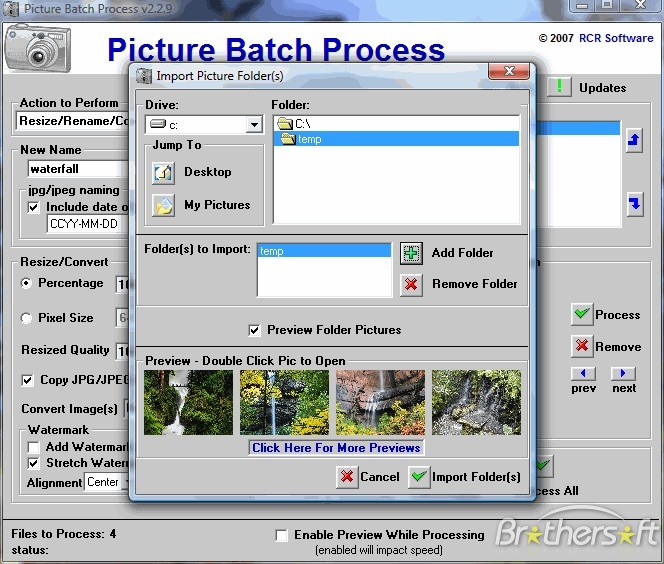 Picture Batch Process v2.2.9
Picture Batch Process
© 2007 RCR Software
Import Picture Folder(s)
Updates
Action to Perform
Resize/Rename/Co
New Name
waterfall
jpg/jpeg naming
Include date o
CCYY-MM-DD
Drive:
c:
Jump To
Desktop
My Pictures
Folder:
C:\
temp
Folder(s) to Import:
temp
Add Folder
Remove Folder
Preview Folder Pictures
Preview - Double Click Pic to Open
Click Here For More Previews
Cancel
Import Folder(s)
Resize/Convert
Percentage
Pixel Size
Resized Quality
Copy JPG/JPEG
Convert Image(s)
Watermark
Add Watermar
Stretch Water
Alignment Center
Process
Remove
prev next
cess All
Files to Process: 4
status:
Enable Preview While Processing
(enabled will impact speed)
Brothersoft